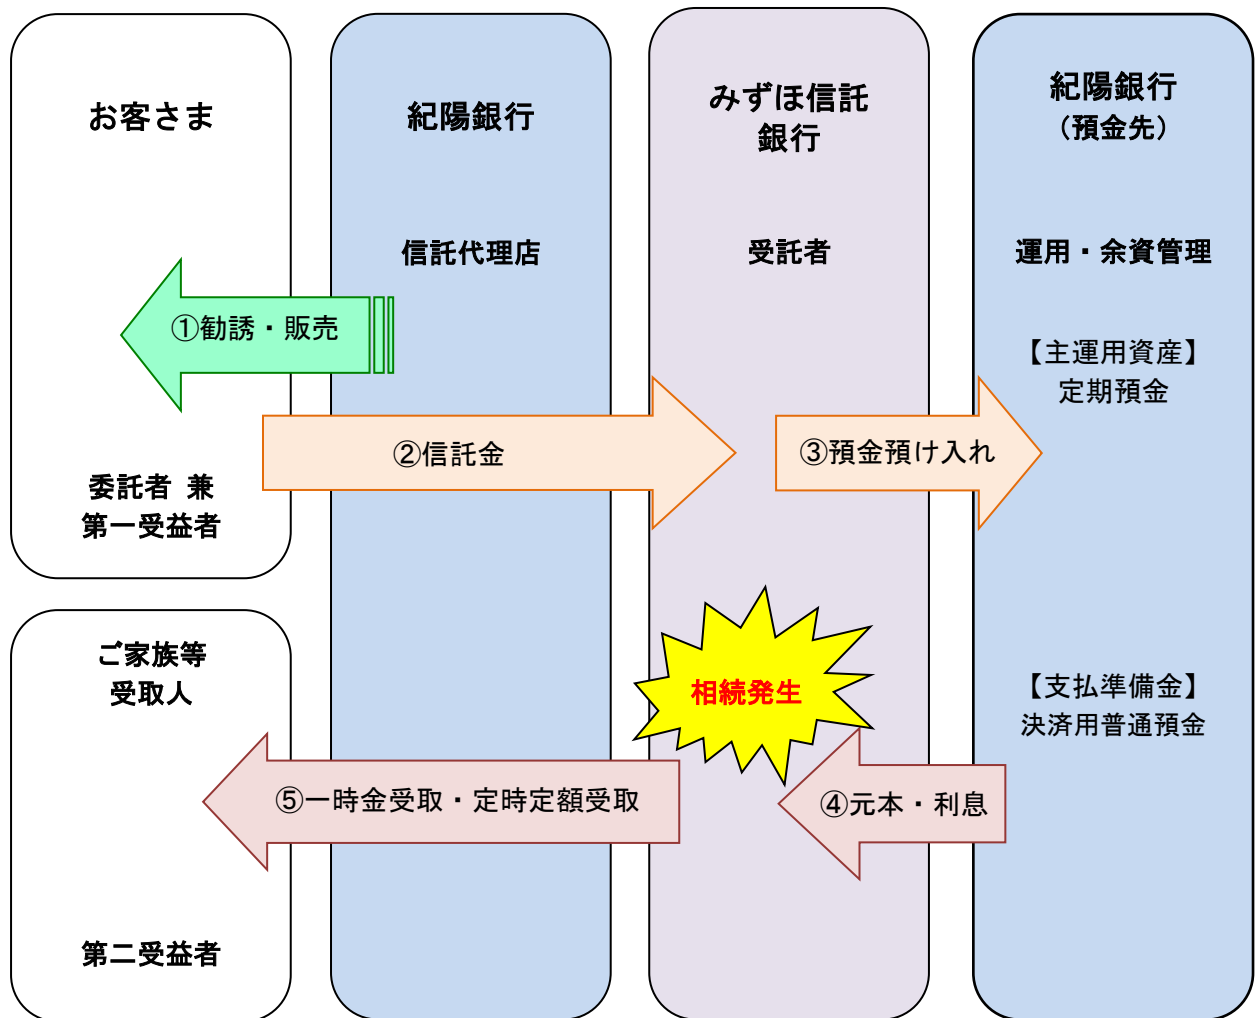 お客さま
委託者 兼
第一受益者
ご家族等
受取人
第二受益者
紀陽銀行
信託代理店
みずほ信託
銀行
受託者
紀陽銀行
（預金先）
運用・余資管理
【主運用資産】
定期預金
【支払準備金】
決済用普通預金
①勧誘・販売
②信託金
③預金預け入れ
相続発生
④元本・利息
⑤一時金受取・定時定額受取